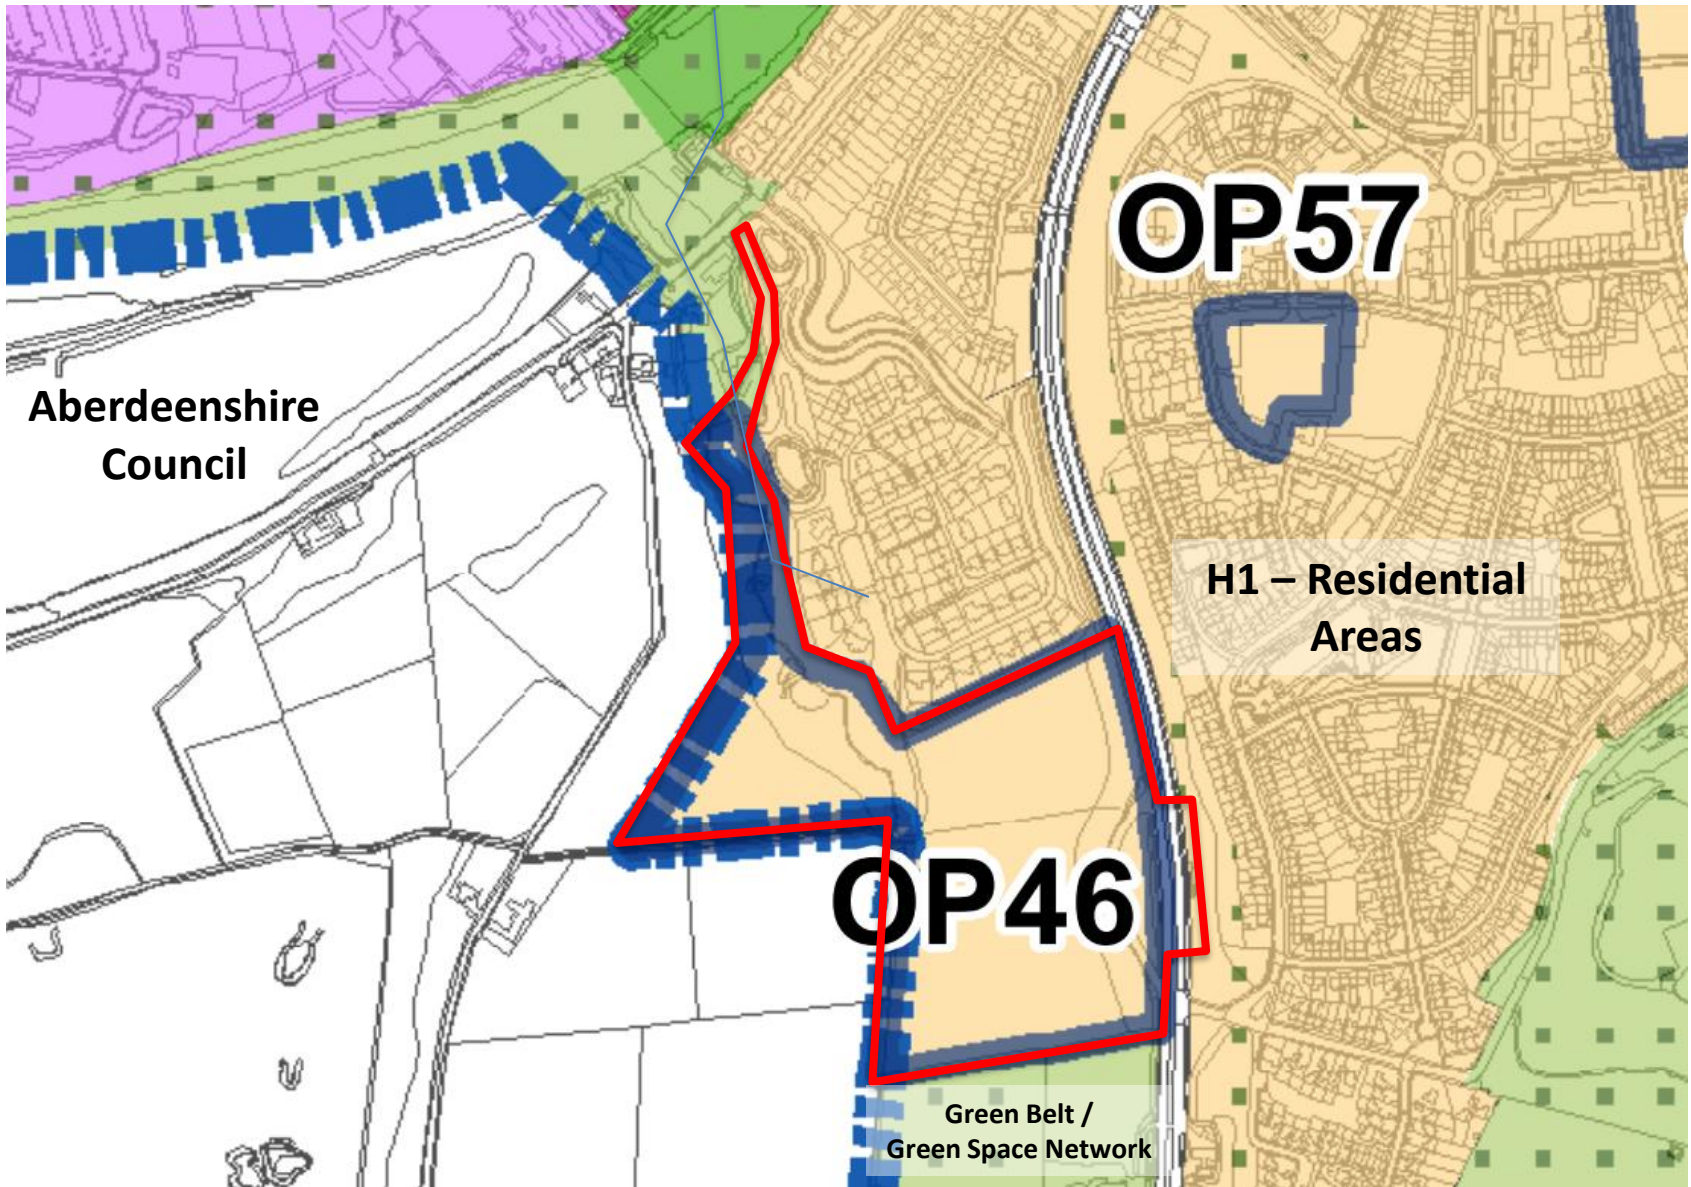 OP57
Aberdeenshire
Council
H1 – Residential
Areas
OP46
Green Belt /
Green Space Network